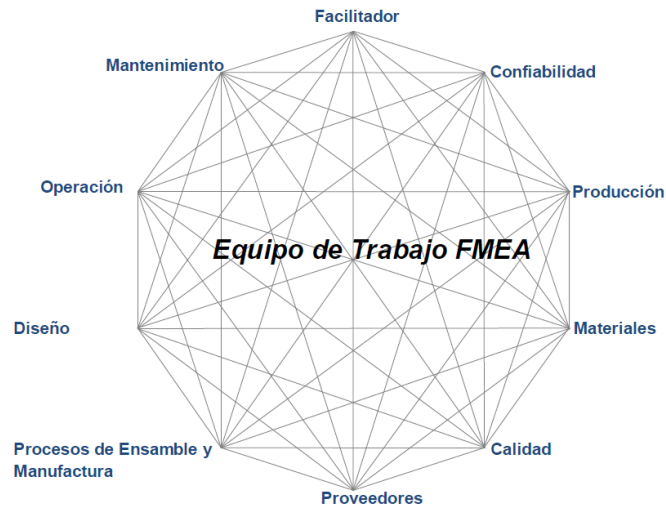 Facilitador
Mantenimiento
Confiabilidad
Operación
Producción
Equipo de Trabajo FMEA
Diseño
Materiales
Procesos de Ensamble y
Manufactura
Calidad
Proveedores